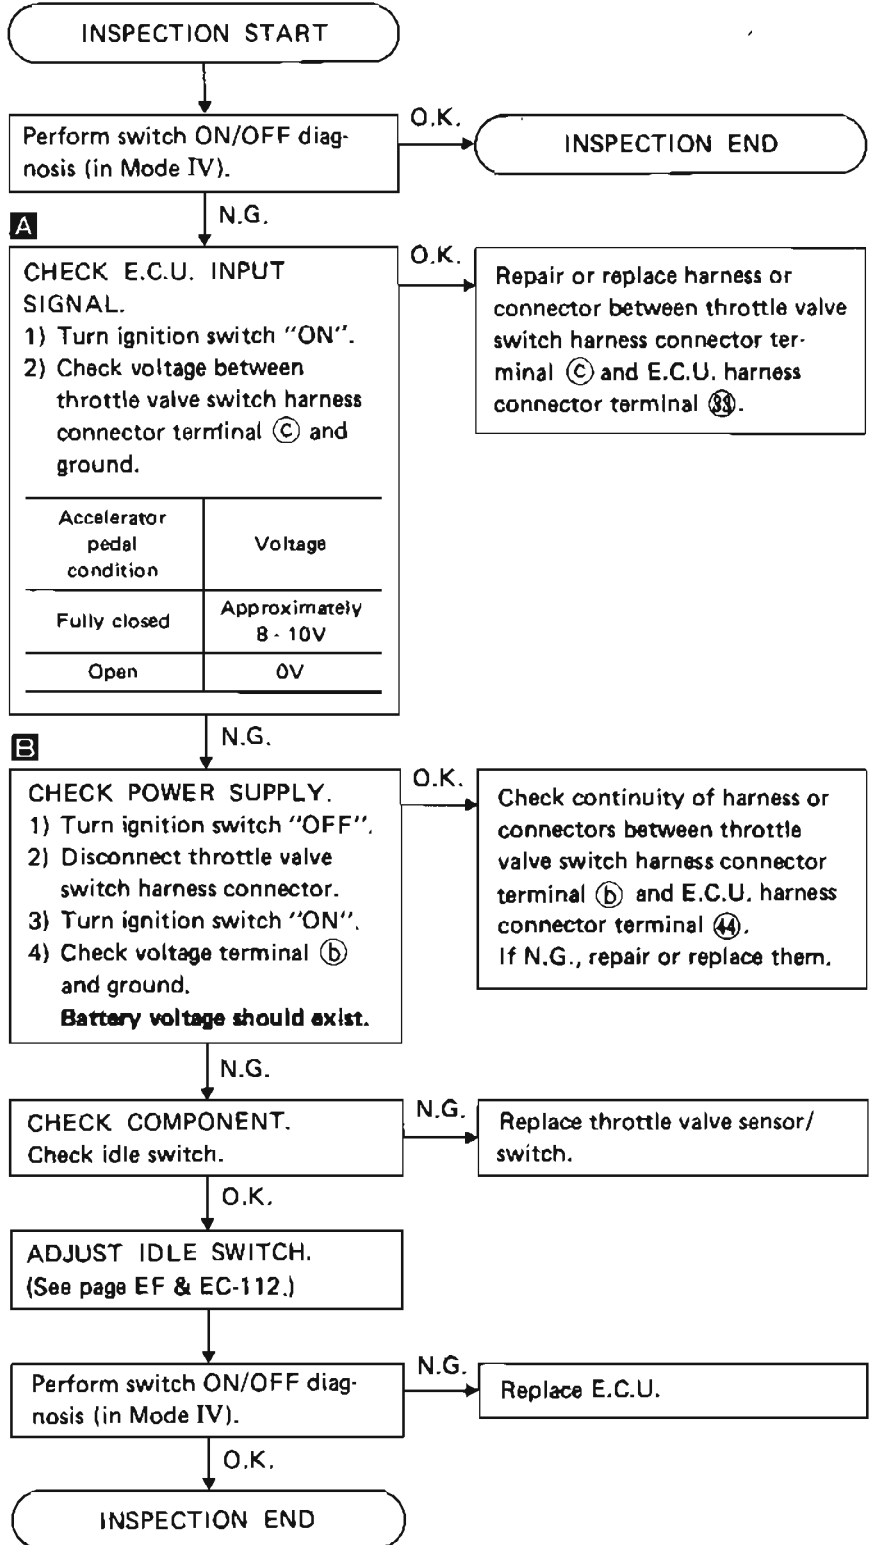 INSPECTION START
Perform switch ON/OFF diag-
nosis (in Mode IV).
O.K.
INSPECTION END
N.G.
A
CHECK E.C.U. INPUT
SIGNAL.
1) Turn ignition switch "ON".
2) Check voltage between
throttle valve switch harness
connector terminal ⓒ and
ground.
Accelerator
pedal
condition
Voltage
Fully closed
Approximately
8 - 10V
Open
0V
O.K.
Repair or replace harness or
connector between throttle valve
switch harness connector ter-
minal ⓒ and E.C.U. harness
connector terminal ㉝.
N.G.
B
CHECK POWER SUPPLY.
1) Turn ignition switch "OFF".
2) Disconnect throttle valve
switch harness connector.
3) Turn ignition switch "ON".
4) Check voltage terminal ⓑ
and ground.
Battery voltage should exist.
O.K.
Check continuity of harness or
connectors between throttle
valve switch harness connector
terminal ⓑ and E.C.U. harness
connector terminal ㊹.
If N.G., repair or replace them.
N.G.
CHECK COMPONENT.
Check idle switch.
N.G.
Replace throttle valve sensor/
switch.
O.K.
ADJUST IDLE SWITCH.
(See page EF & EC-112.)
Perform switch ON/OFF diag-
nosis (in Mode IV).
N.G.
Replace E.C.U.
O.K.
INSPECTION END